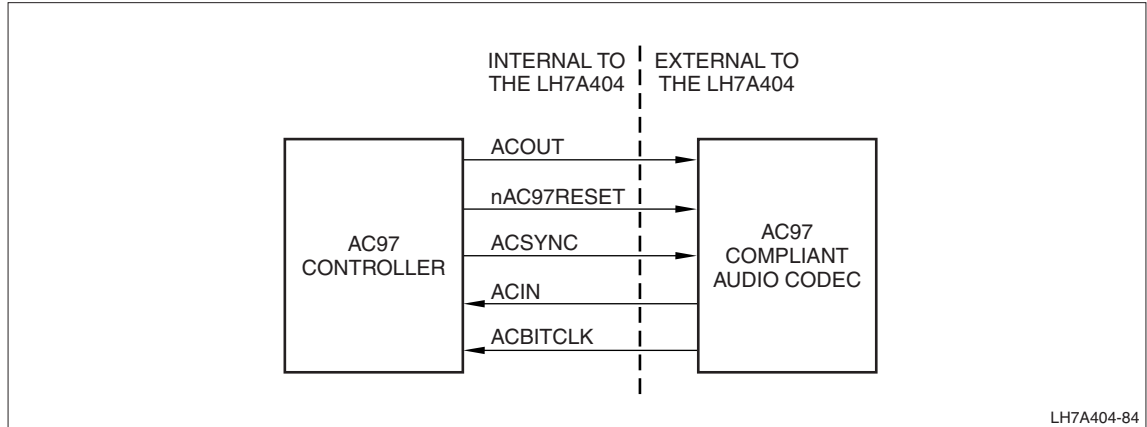 INTERNAL TO
THE LH7A404
EXTERNAL TO
THE LH7A404
AC97
CONTROLLER
ACOUT
nAC97RESET
ACSYNC
ACIN
ACBITCLK
AC97
COMPLIANT
AUDIO CODEC
LH7A404-84